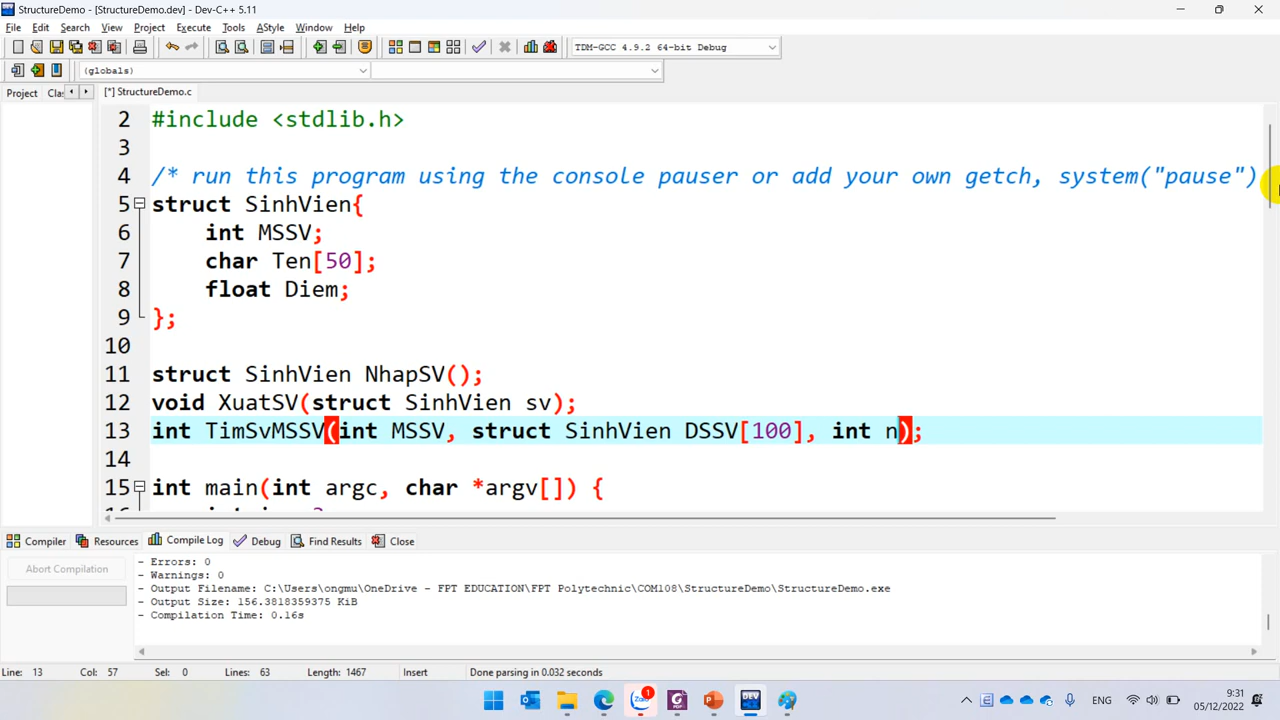 StructureDemo - [StructureDemo.dev] - Dev-C++ 5.11
File Edit Search View Project Execute Tools AStyle Window Help
TDM-GCC 4.9.2 64-bit Debug
(globals)
Project Cla: [*] StructureDemo.c
2 #include <stdlib.h>
3
4 /* run this program using the console pauser or add your own getch, system("pause")
5 struct SinhVien{
6 int MSSV;
7 char Ten[50];
8 float Diem;
9 };
10
11 struct SinhVien NhapSV();
12 void XuatSV(struct SinhVien sv);
13 int TimSvMSSV(int MSSV, struct SinhVien DSSV[100], int n);
14
15 int main(int argc, char *argv[]) {
Compiler Resources Compile Log Debug Find Results Close
Abort Compilation
- Errors: 0
- Warnings: 0
- Output Filename: C:\Users\ongmu\OneDrive - FPT EDUCATION\FPT Polytechnic\COM108\StructureDemo\StructureDemo.exe
- Output Size: 156.3818359375 KiB
- Compilation Time: 0.16s
Line: 13 Col: 57 Sel: 0 Lines: 63 Length: 1467 Insert Done parsing in 0.032 seconds
Zalo 1 DEV ENG 9:31
05/12/2022